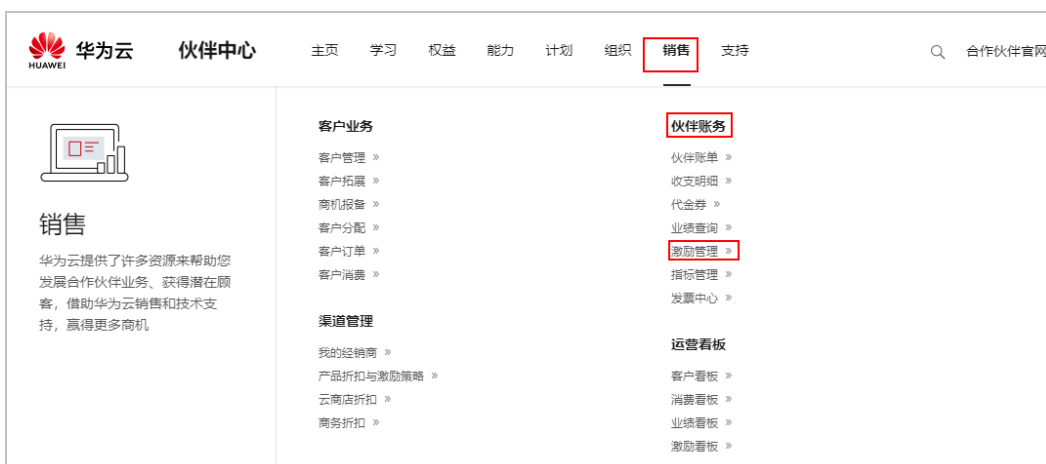 HUAWEI
华为云
伙伴中心
主页 学习 权益 能力 计划 组织 销售 支持
合作伙伴官网
销售
华为云提供了许多资源来帮助您
发展合作伙伴业务、获得潜在顾
客，借助华为云销售和技术支
持，赢得更多商机
客户业务
客户管理 »
客户拓展 »
商机报备 »
客户分配 »
客户订单 »
客户消费 »
渠道管理
我的经销商 »
产品折扣与激励策略 »
云商店折扣 »
商务折扣 »
伙伴账务
伙伴账单 »
收支明细 »
代金券 »
业绩查询 »
激励管理 »
指标管理 »
发票中心 »
运营看板
客户看板 »
消费看板 »
业绩看板 »
激励看板 »